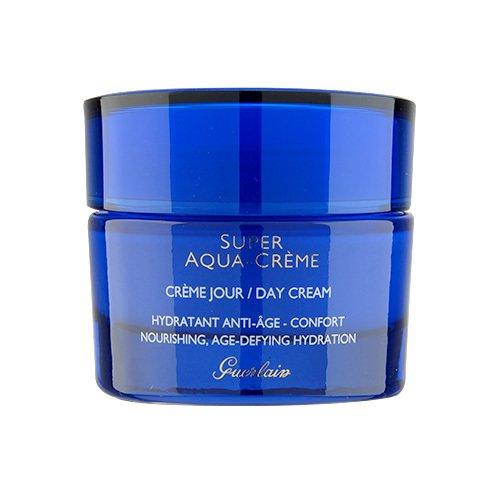 SUPER
AQUA-CRÈME
CRÈME JOUR / DAY CREAM
HYDRATANT ANTI-ÂGE - CONFORT
NOURISHING, AGE-DEFYING HYDRATION
Guerlain